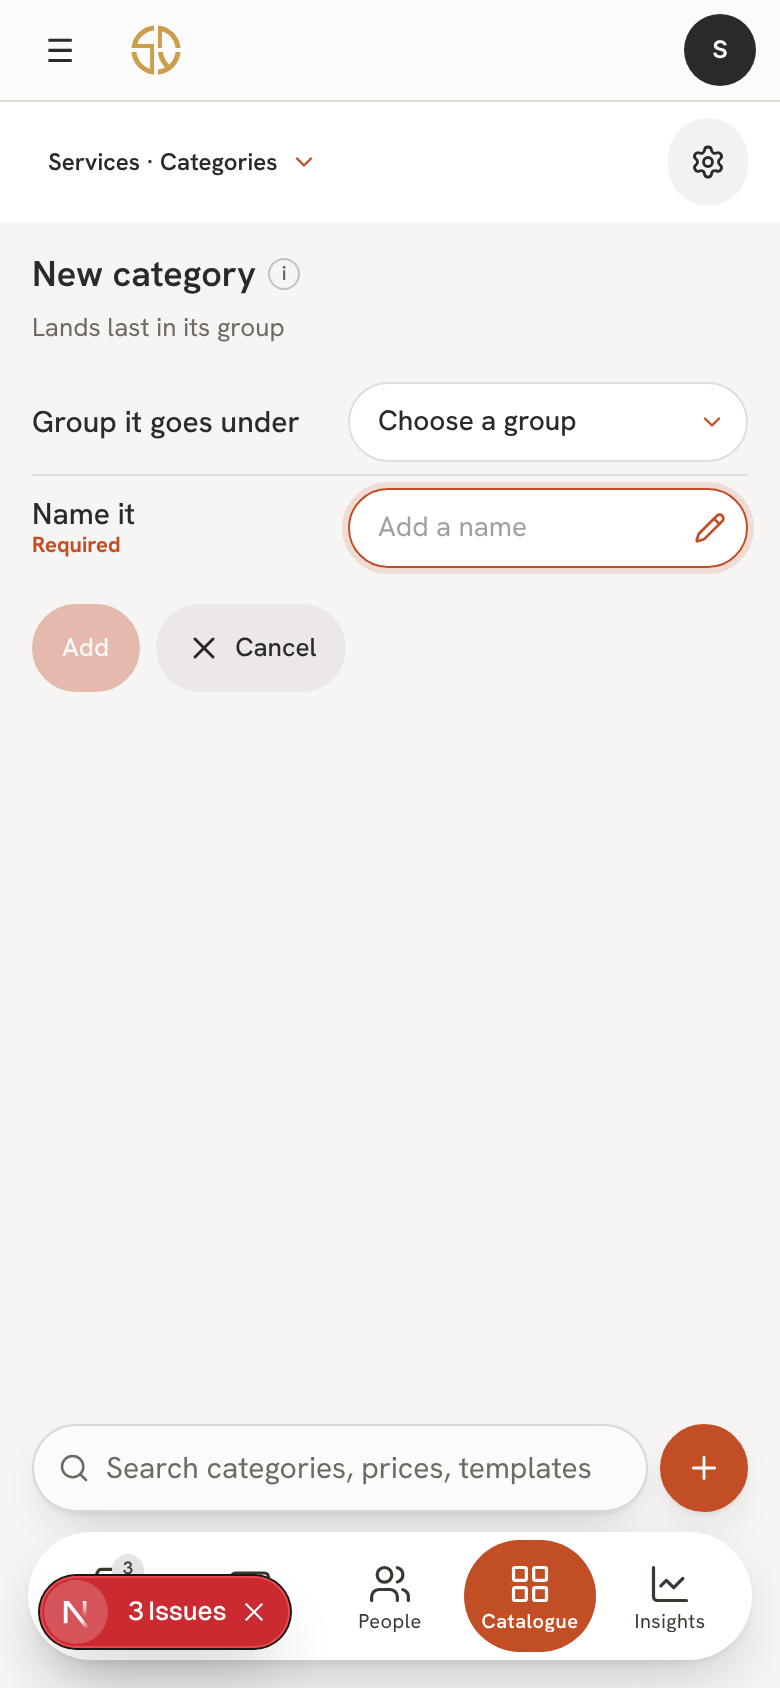 ☰
S
Services · Categories
New category i
Lands last in its group
Group it goes under
Choose a group
Name it
Required
Add a name
Add
Cancel
Search categories, prices, templates
3
N 3 Issues
People
Catalogue
Insights